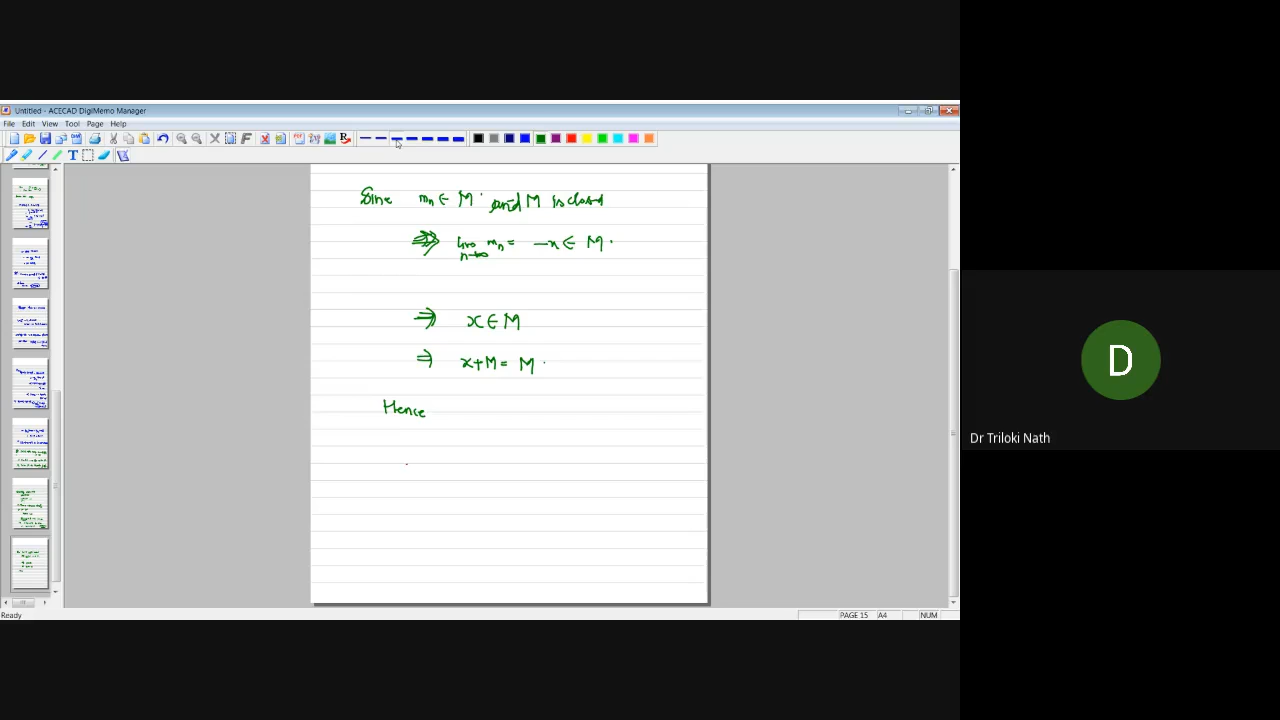 Untitled - ACECAD DigiMemo Manager
File Edit View Tool Page Help
Since mn ∈ M. and M is closed
⇒ lim n→∞ mn = -x ∈ M.
⇒ x ∈ M
⇒ x+M = M.
Hence
D
Dr Triloki Nath
Ready
PAGE 15 A4 NUM